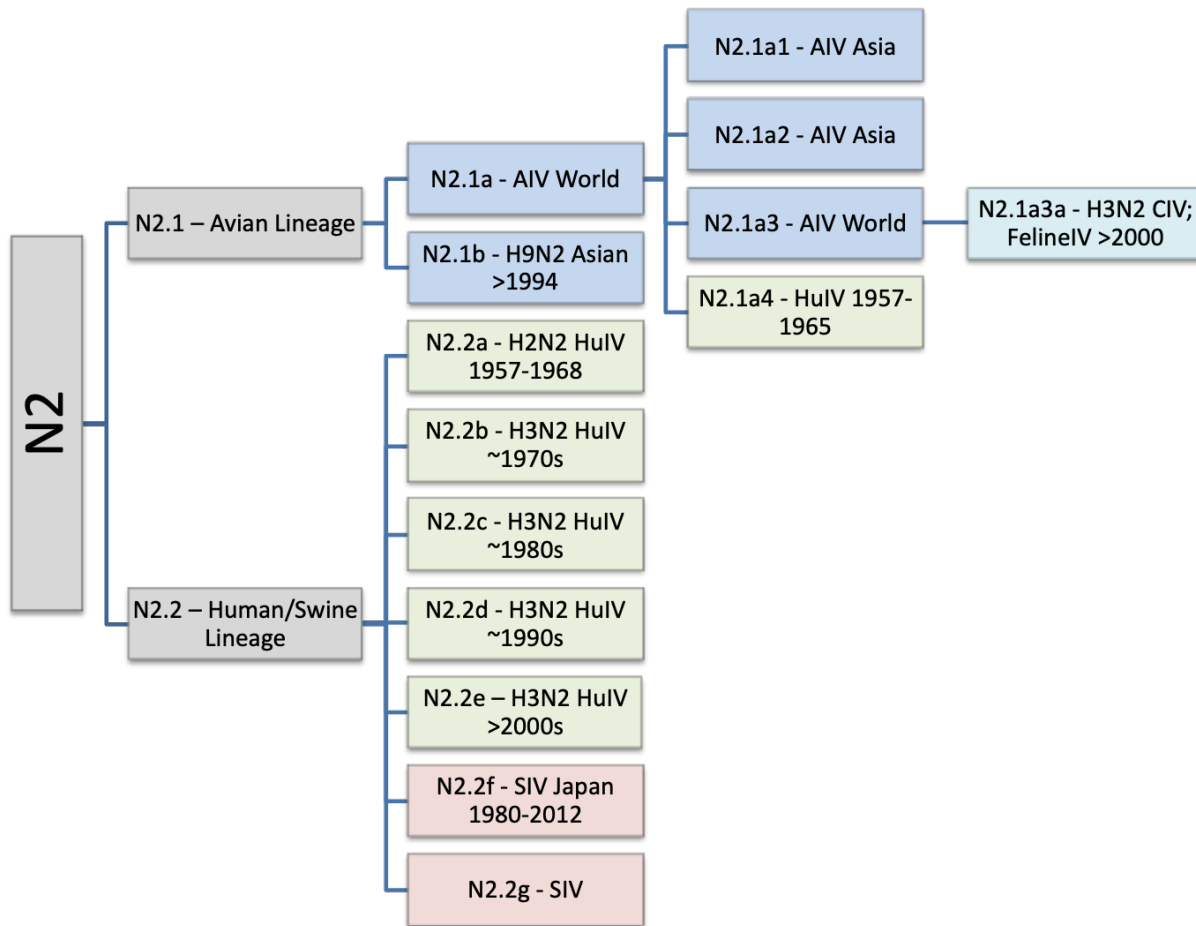 N2
N2.1 – Avian Lineage
N2.2 – Human/Swine
Lineage
N2.1a - AIV World
N2.1b - H9N2 Asian
>1994
N2.2a - H2N2 HuIV
1957-1968
N2.2b - H3N2 HuIV
~1970s
N2.2c - H3N2 HuIV
~1980s
N2.2d - H3N2 HuIV
~1990s
N2.2e – H3N2 HuIV
>2000s
N2.2f - SIV Japan
1980-2012
N2.2g - SIV
N2.1a1 - AIV Asia
N2.1a2 - AIV Asia
N2.1a3 - AIV World
N2.1a4 - HuIV 1957-
1965
N2.1a3a - H3N2 CIV;
FelineIV >2000